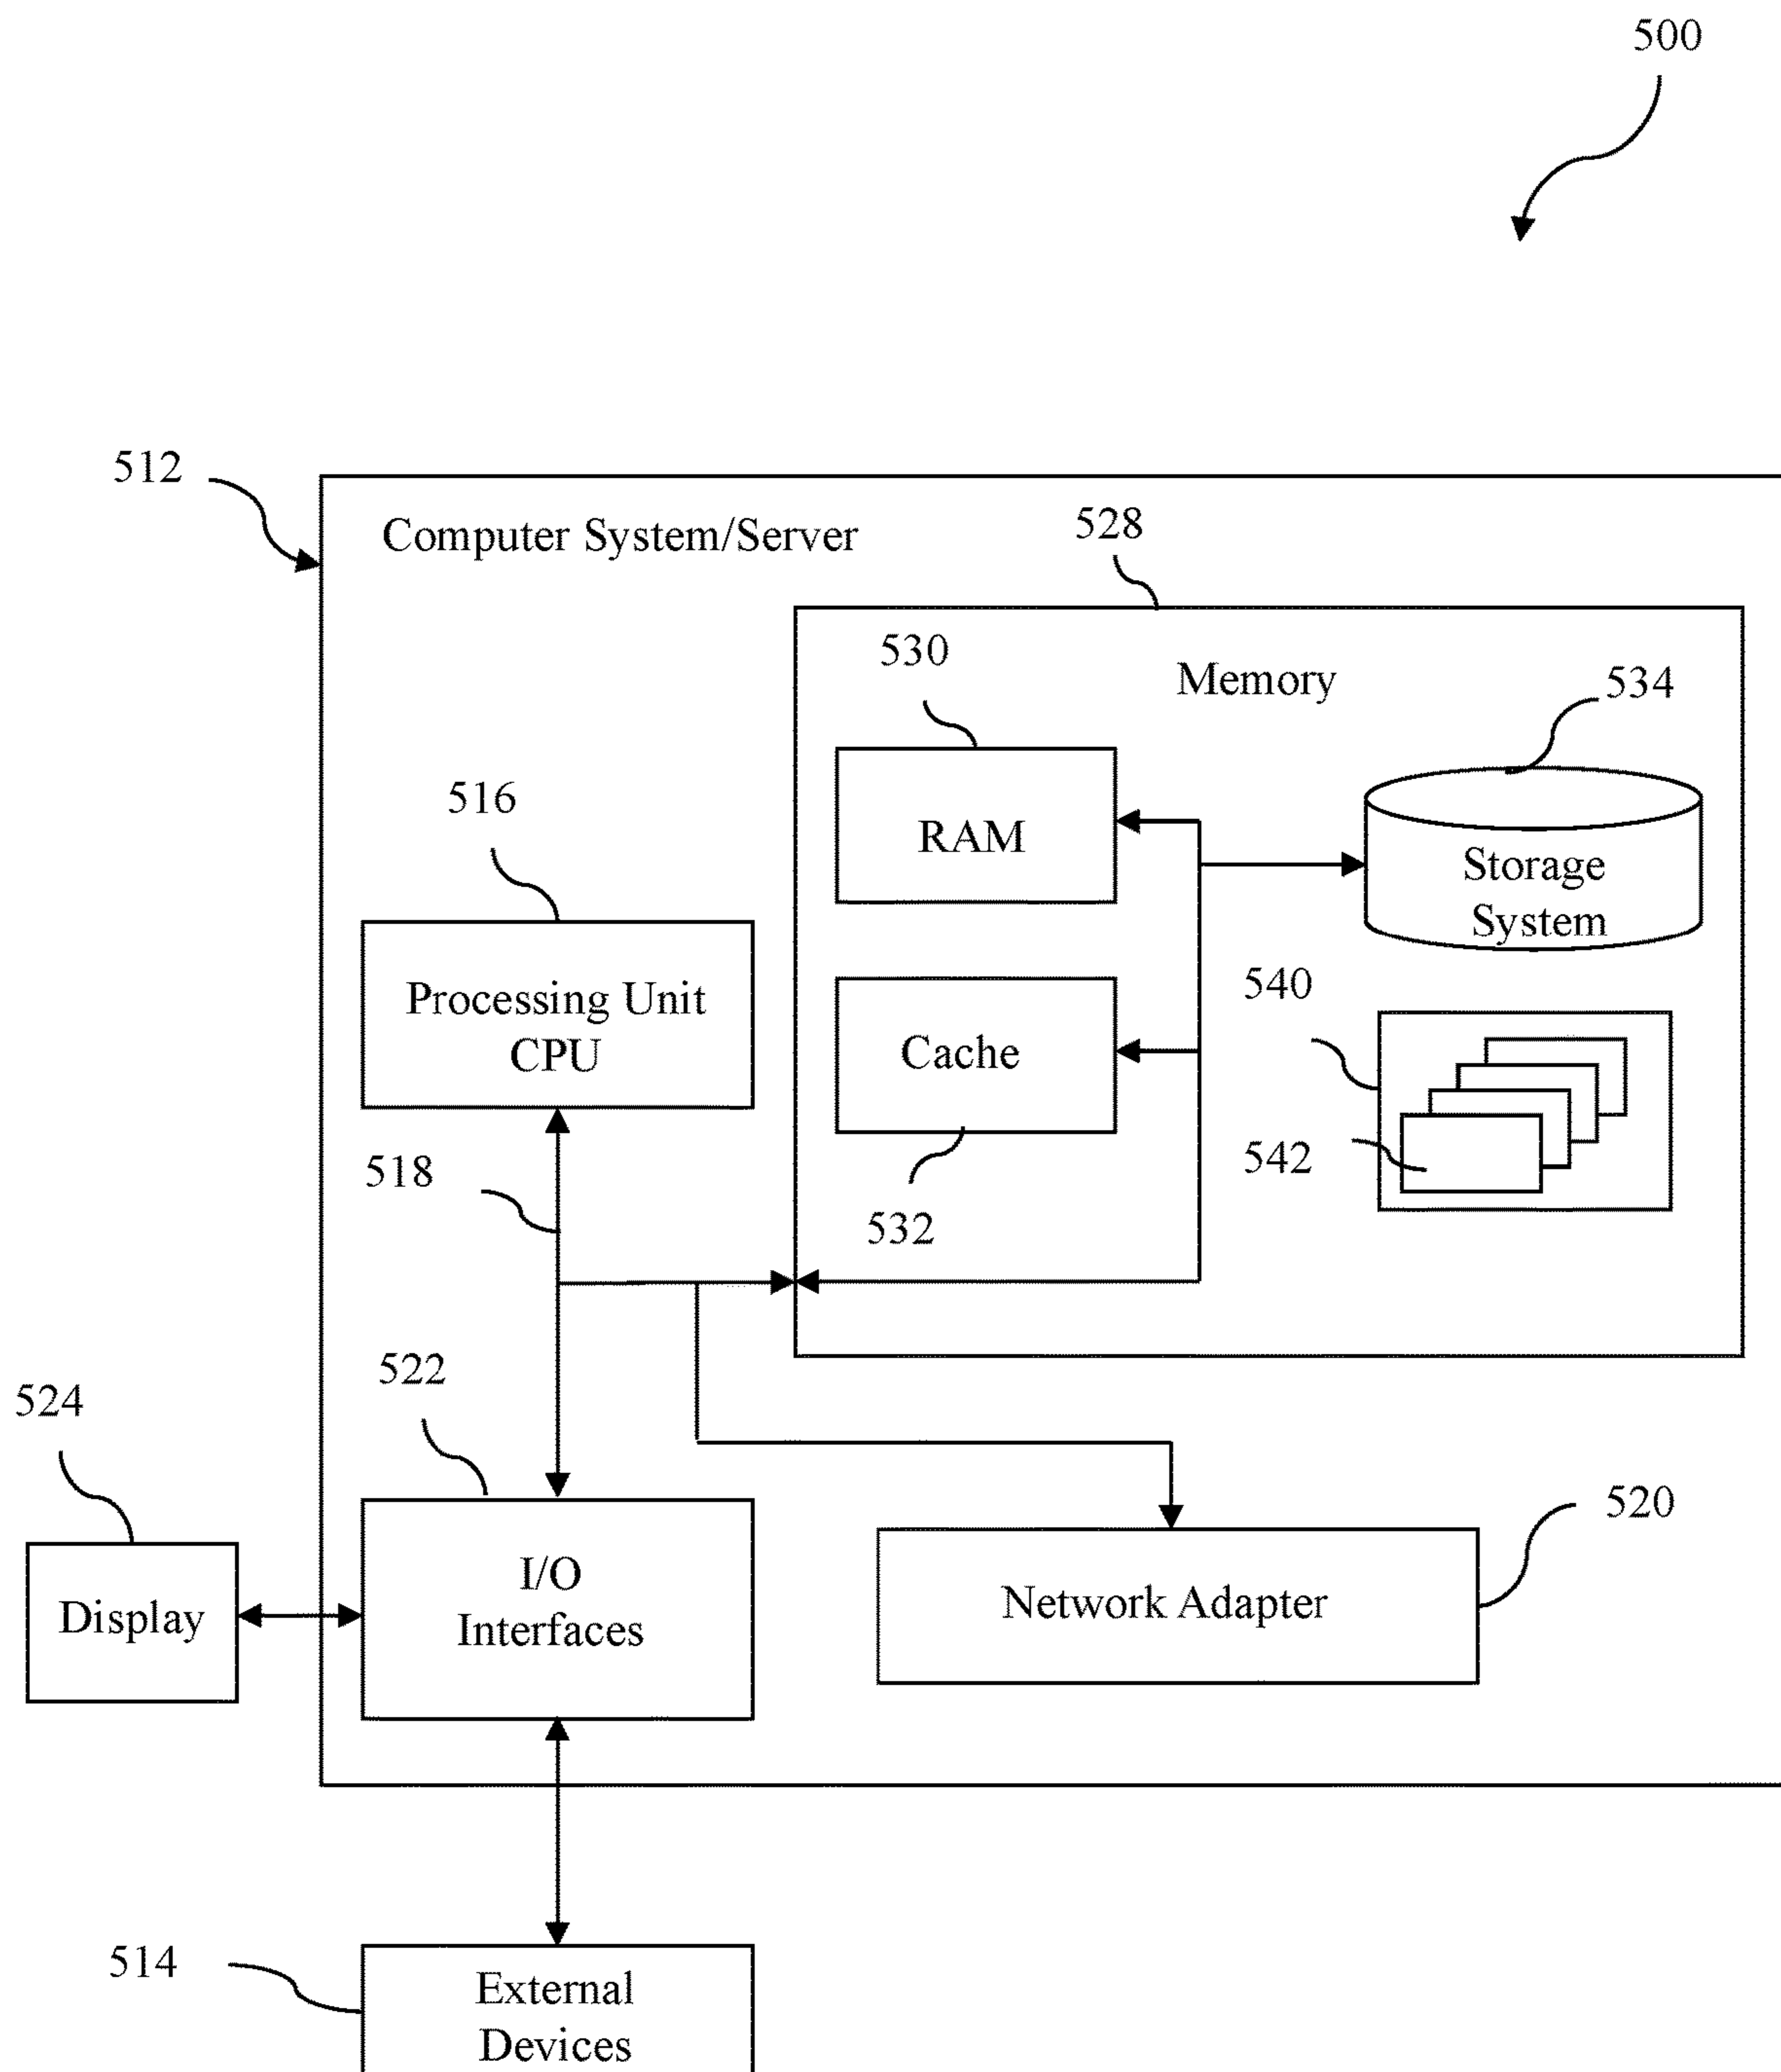 500
512
Computer System/Server
528
530
Memory
534
516
RAM
Storage
System
Processing Unit
CPU
540
Cache
518
542
532
522
524
520
I/O
Interfaces
Network Adapter
Display
514
External
Devices